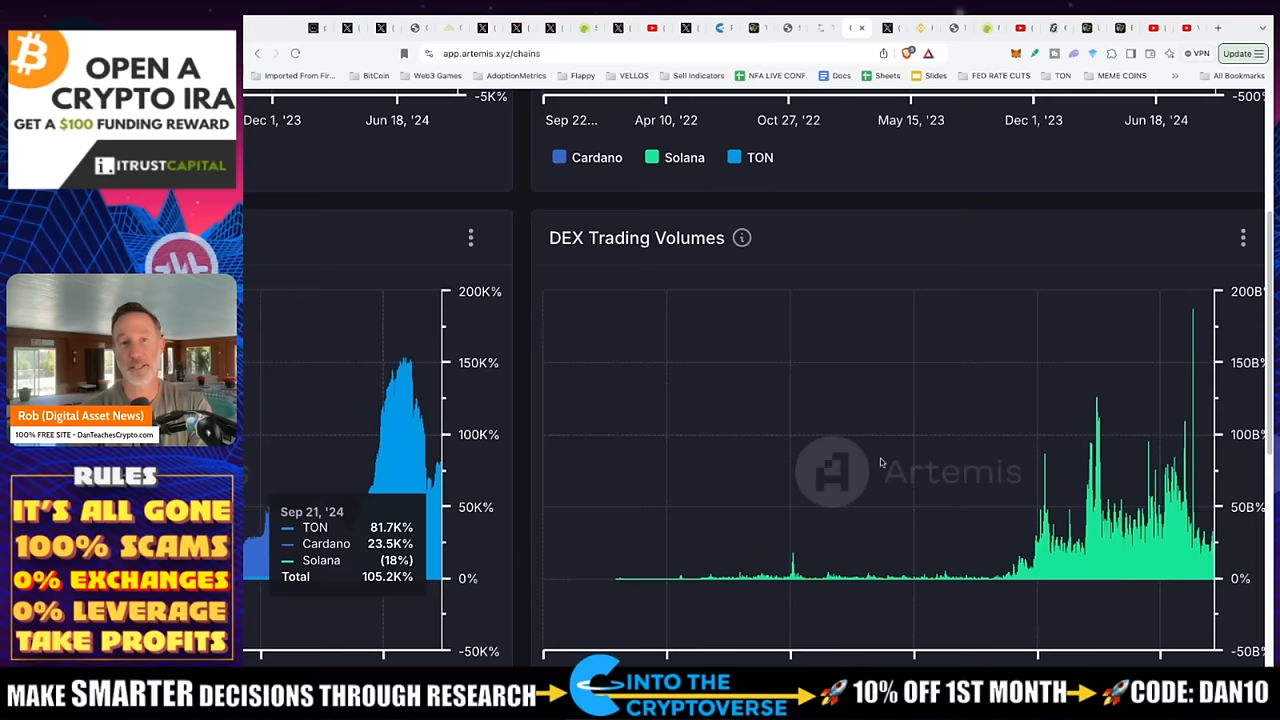 OPEN A
CRYPTO IRA
GET A $100 FUNDING REWARD
i. ITRUSTCAPITAL
Rob (Digital Asset News)
100% FREE SITE - DanTeachesCrypto.com
RULES
IT'S ALL GONE
100% SCAMS
0% EXCHANGES
0% LEVERAGE
TAKE PROFITS
app.artemis.xyz/chains
VPN
Update
Imported From Fir...
BitCoin
Web3 Games
AdoptionMetrics
Flappy
VELLOS
Sell Indicators
NFA LIVE CONF.
Docs
Sheets
Slides
FED RATE CUTS
TON
MEME COINS
»
All Bookmarks
-5K%
Dec 1, '23
Jun 18, '24
-500%
Sep 22...
Apr 10, '22
Oct 27, '22
May 15, '23
Dec 1, '23
Jun 18, '24
Cardano
Solana
TON
200K%
150K%
100K%
50K%
0%
-50K%
Sep 21, '24
TON 81.7K%
Cardano 23.5K%
Solana (18%)
Total 105.2K%
DEX Trading Volumes
200B%
150B%
100B%
50B%
0%
-50B%
Artemis
MAKE SMARTER DECISIONS THROUGH RESEARCH
INTO THE
CRYPTOVERSE
10% OFF 1ST MONTH
CODE: DAN10